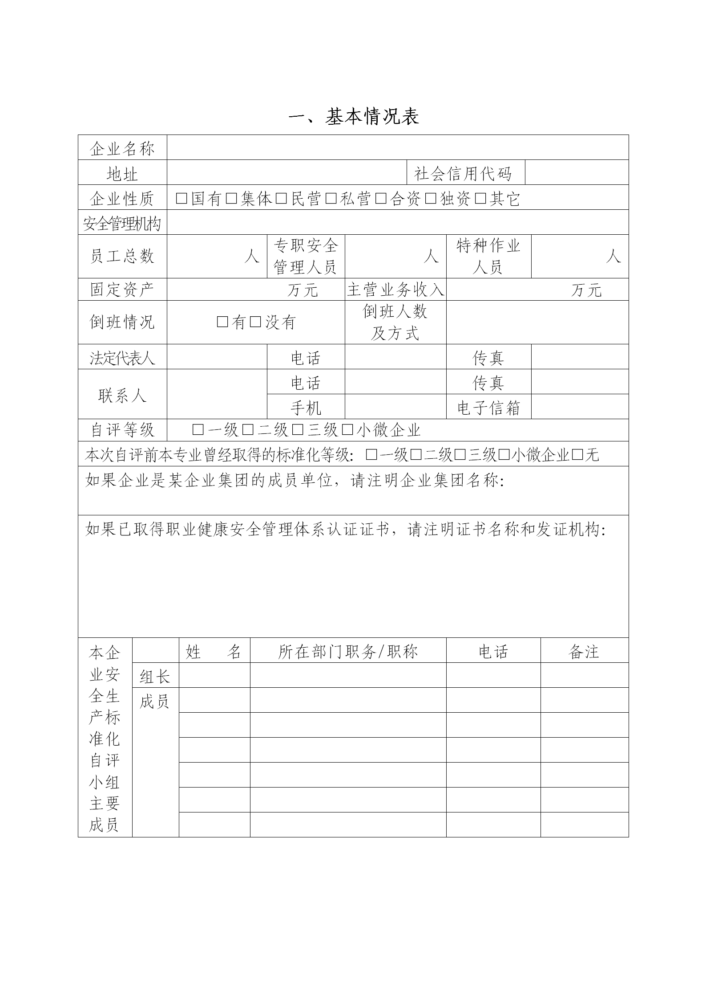 一、基本情况表
企业名称
地址 社会信用代码
企业性质 □国有□集体□民营□私营□合资□独资□其它
安全管理机构
员工总数 人 专职安全管理人员 人 特种作业人员 人
固定资产 万元 主营业务收入 万元
倒班情况 □有□没有 倒班人数及方式
法定代表人 电话 传真
联系人 电话 传真
手机 电子信箱
自评等级 □一级□二级□三级□小微企业
本次自评前本专业曾经取得的标准化等级：□一级□二级□三级□小微企业□无
如果企业是某企业集团的成员单位，请注明企业集团名称：
如果已取得职业健康安全管理体系认证证书，请注明证书名称和发证机构：
本企业安全生产标准化自评小组主要成员
姓 名 所在部门职务/职称 电话 备注
组长
成员